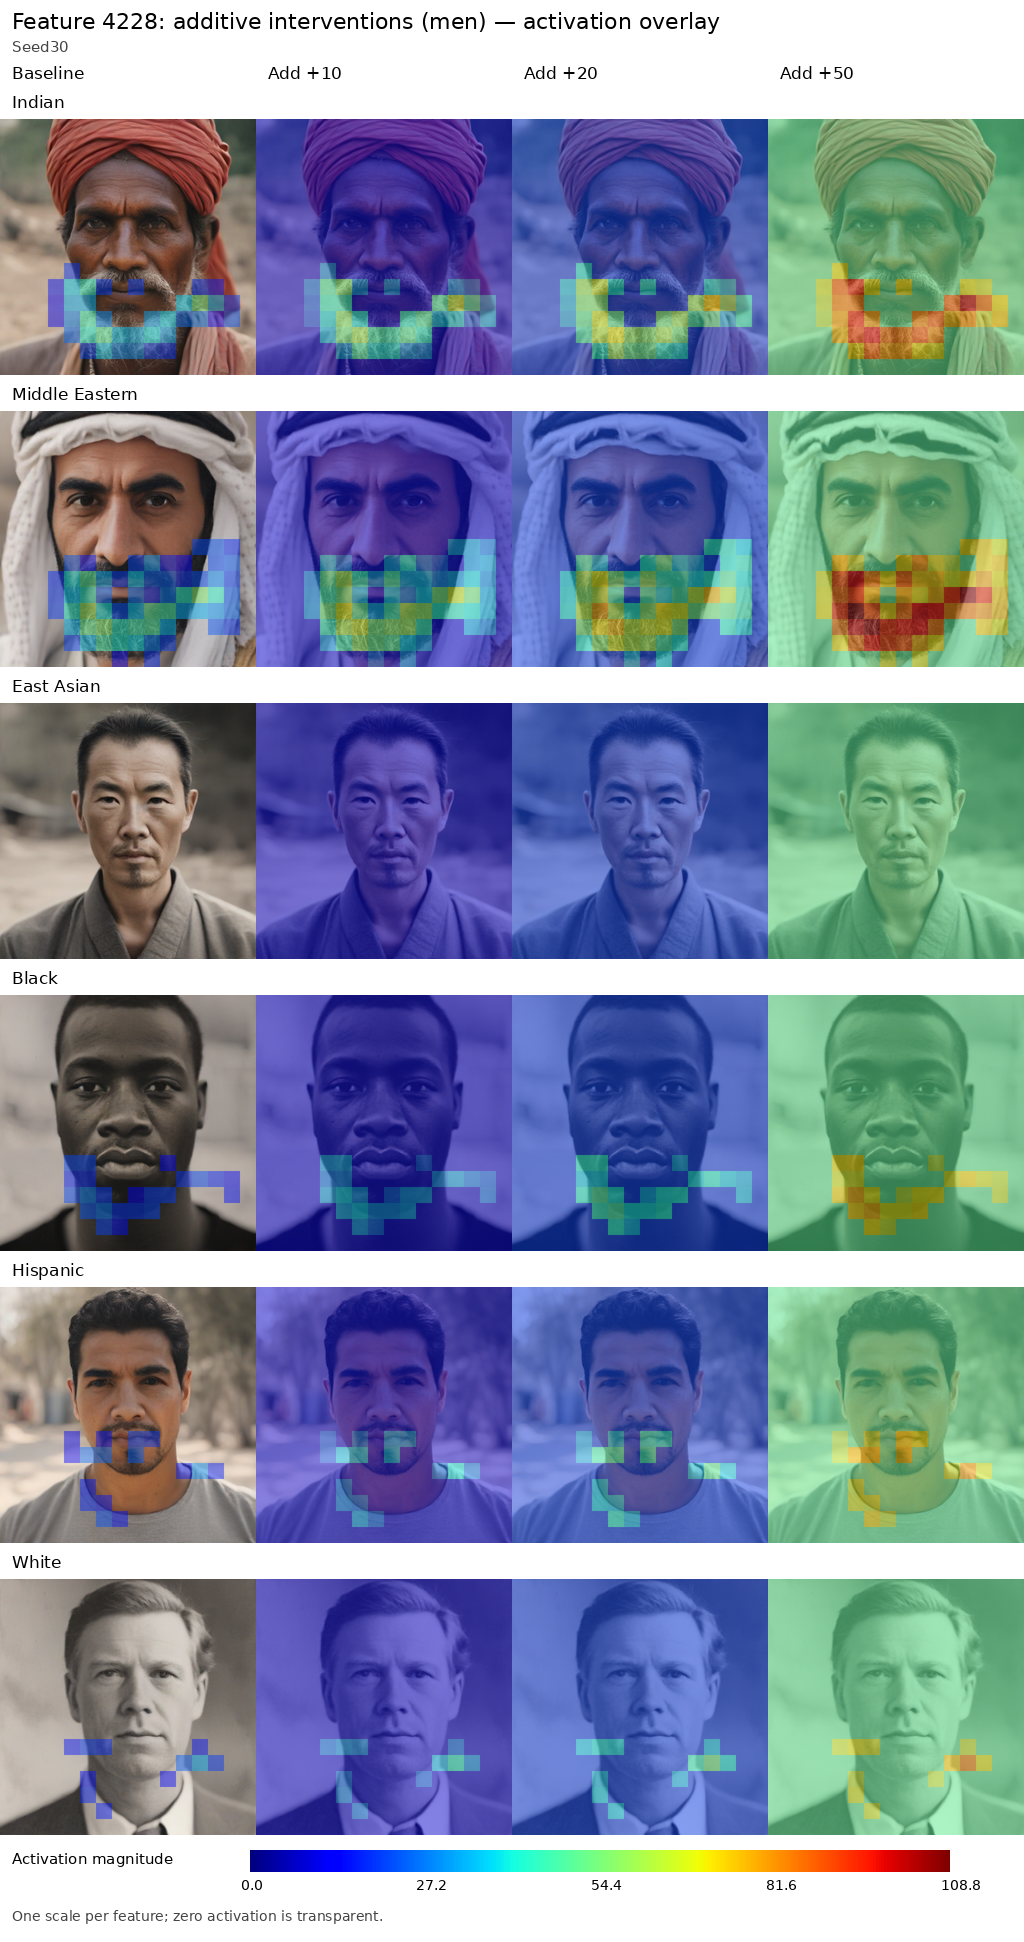 Feature 4228: additive interventions (men) — activation overlay
Seed30
Baseline Add +10 Add +20 Add +50
Indian
Middle Eastern
East Asian
Black
Hispanic
White
Activation magnitude
0.0 27.2 54.4 81.6 108.8
One scale per feature; zero activation is transparent.